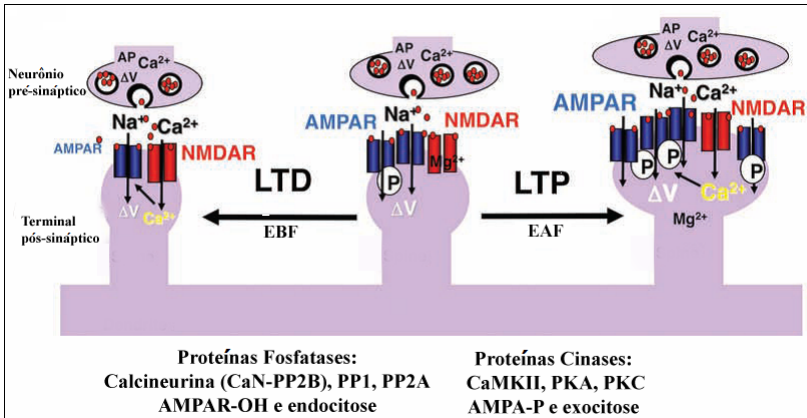 AP Ca²⁺
ΔV
Neurônio
pré-sináptico
Na⁺
Ca²⁺
AMPAR
NMDAR
ΔV
Ca²⁺
Terminal
pós-sináptico
LTD
EBF
AP
Ca²⁺
ΔV
Na⁺
AMPAR
NMDAR
Mg²⁺
P
ΔV
LTP
EAF
AP
Ca²⁺
ΔV
Na⁺
Ca²⁺
AMPAR
NMDAR
P
P
P
ΔV
Ca²⁺
Mg²⁺
Proteínas Fosfatases:
Calcineurina (CaN-PP2B), PP1, PP2A
AMPAR-OH e endocitose
Proteínas Cinases:
CaMKII, PKA, PKC
AMPA-P e exocitose